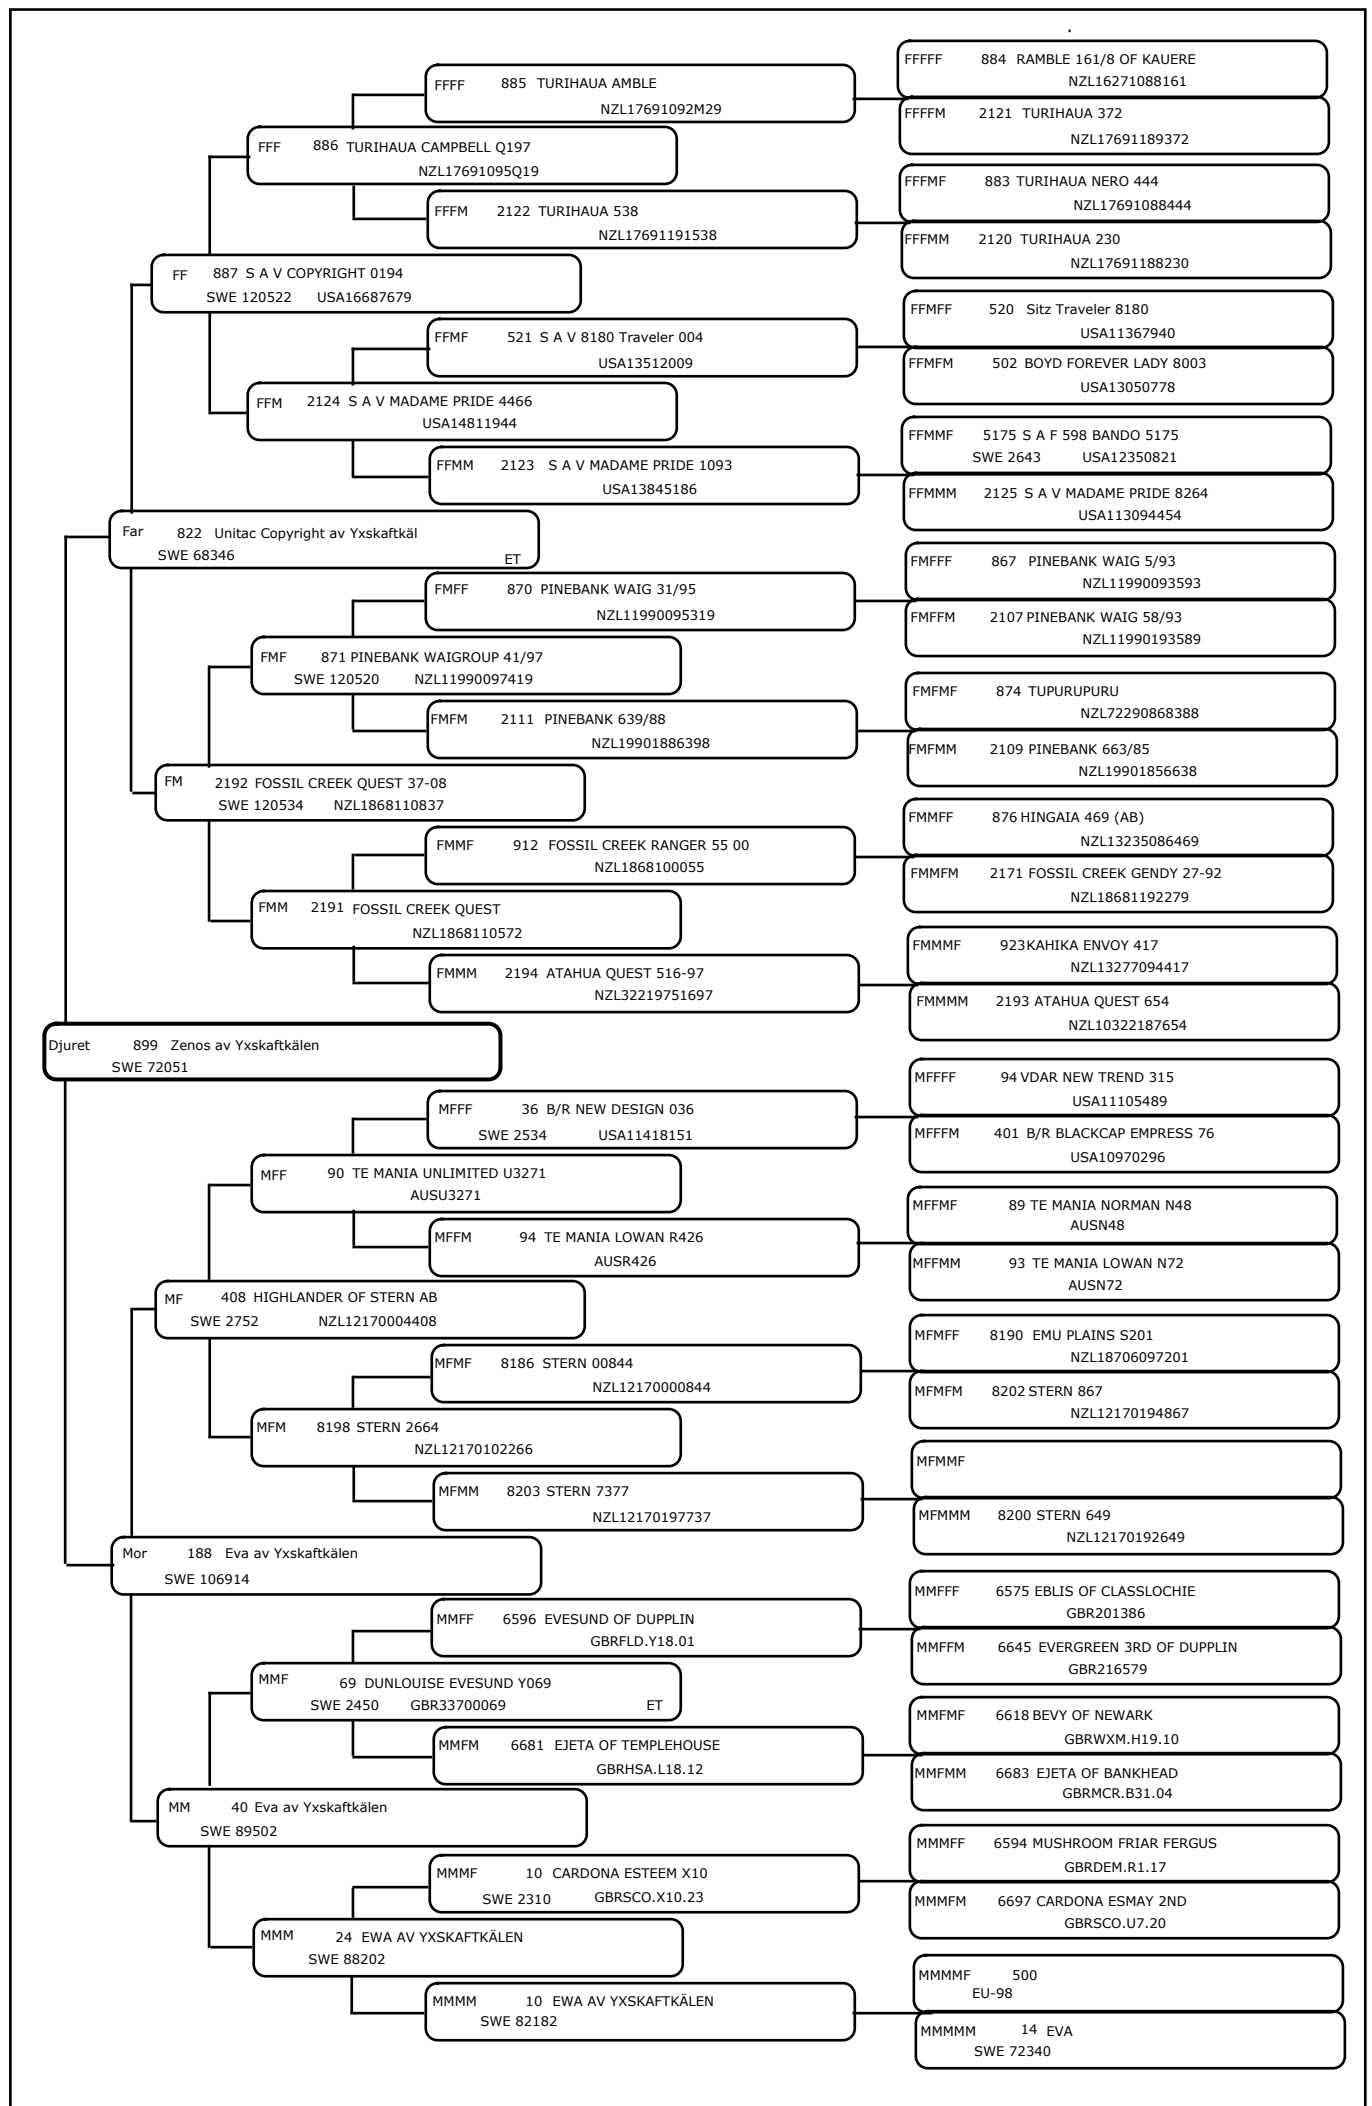 FFFFF 884 RAMBLE 161/8 OF KAUERE
NZL16271088161
FFFF 885 TURIHAUA AMBLE
NZL17691092M29
FFFFM 2121 TURIHAUA 372
NZL17691189372
FFF 886 TURIHAUA CAMPBELL Q197
NZL17691095Q19
FFFMF 883 TURIHAUA NERO 444
NZL17691088444
FFFM 2122 TURIHAUA 538
NZL17691191538
FFFMM 2120 TURIHAUA 230
NZL17691188230
FF 887 S A V COPYRIGHT 0194
SWE 120522 USA16687679
FFMFF 520 Sitz Traveler 8180
USA11367940
FFMF 521 S A V 8180 Traveler 004
USA13512009
FFMFM 502 BOYD FOREVER LADY 8003
USA13050778
FFM 2124 S A V MADAME PRIDE 4466
USA14811944
FFMMF 5175 S A F 598 BANDO 5175
SWE 2643 USA12350821
FFMM 2123 S A V MADAME PRIDE 1093
USA13845186
FFMMM 2125 S A V MADAME PRIDE 8264
USA113094454
Far 822 Unitac Copyright av Yxskaftkäl
SWE 68346 ET
FMFFF 867 PINEBANK WAIG 5/93
NZL11990093593
FMFF 870 PINEBANK WAIG 31/95
NZL11990095319
FMFFM 2107 PINEBANK WAIG 58/93
NZL11990193589
FMF 871 PINEBANK WAIGROUP 41/97
SWE 120520 NZL11990097419
FMFMF 874 TUPURUPURU
NZL72290868388
FMFM 2111 PINEBANK 639/88
NZL19901886398
FMFMM 2109 PINEBANK 663/85
NZL19901856638
FM 2192 FOSSIL CREEK QUEST 37-08
SWE 120534 NZL1868110837
FMMFF 876 HINGAIA 469 (AB)
NZL13235086469
FMMF 912 FOSSIL CREEK RANGER 55 00
NZL1868100055
FMMFM 2171 FOSSIL CREEK GENDY 27-92
NZL18681192279
FMM 2191 FOSSIL CREEK QUEST
NZL1868110572
FMMMF 923 KAHIKA ENVOY 417
NZL13277094417
FMMM 2194 ATAHUA QUEST 516-97
NZL32219751697
FMMMM 2193 ATAHUA QUEST 654
NZL10322187654
Djuret 899 Zenos av Yxskaftkälen
SWE 72051
MFFFF 94 VDAR NEW TREND 315
USA11105489
MFFF 36 B/R NEW DESIGN 036
SWE 2534 USA11418151
MFFFM 401 B/R BLACKCAP EMPRESS 76
USA10970296
MFF 90 TE MANIA UNLIMITED U3271
AUSU3271
MFFMF 89 TE MANIA NORMAN N48
AUSN48
MFFM 94 TE MANIA LOWAN R426
AUSR426
MFFMM 93 TE MANIA LOWAN N72
AUSN72
MF 408 HIGHLANDER OF STERN AB
SWE 2752 NZL12170004408
MFMFF 8190 EMU PLAINS S201
NZL18706097201
MFMF 8186 STERN 00844
NZL12170000844
MFMFM 8202 STERN 867
NZL12170194867
MFM 8198 STERN 2664
NZL12170102266
MFMMF
MFMM 8203 STERN 7377
NZL12170197737
MFMMM 8200 STERN 649
NZL12170192649
Mor 188 Eva av Yxskaftkälen
SWE 106914
MMFFF 6575 EBLIS OF CLASSLOCHIE
GBR201386
MMFF 6596 EVESUND OF DUPPLIN
GBRFLD.Y18.01
MMFFM 6645 EVERGREEN 3RD OF DUPPLIN
GBR216579
MMF 69 DUNLOUISE EVESUND Y069
SWE 2450 GBR33700069 ET
MMFMF 6618 BEVY OF NEWARK
GBRWXM.H19.10
MMFM 6681 EJETA OF TEMPLEHOUSE
GBRHSA.L18.12
MMFMM 6683 EJETA OF BANKHEAD
GBRMCR.B31.04
MM 40 Eva av Yxskaftkälen
SWE 89502
MMMFF 6594 MUSHROOM FRIAR FERGUS
GBRDEM.R1.17
MMMF 10 CARDONA ESTEEM X10
SWE 2310 GBRSCO.X10.23
MMMFM 6697 CARDONA ESMAY 2ND
GBRSCO.U7.20
MMM 24 EWA AV YXSKAFTKÄLEN
SWE 88202
MMMMF 500
EU-98
MMMM 10 EWA AV YXSKAFTKÄLEN
SWE 82182
MMMMM 14 EVA
SWE 72340